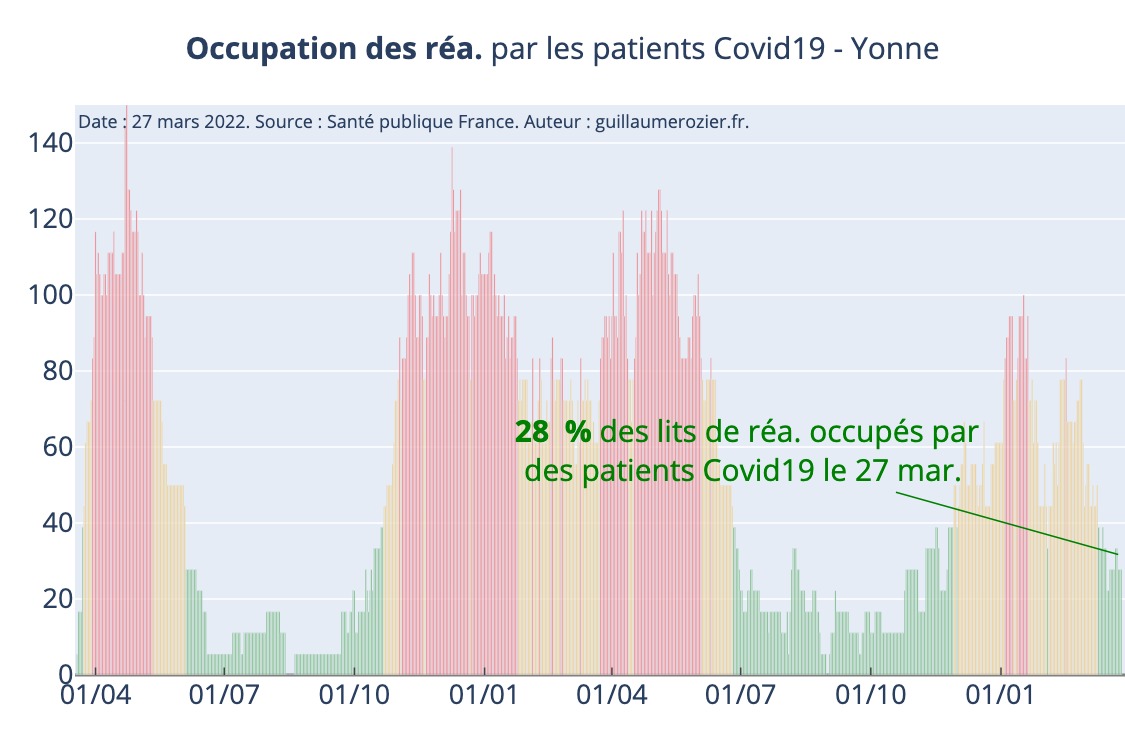 Occupation des réa. par les patients Covid19 - Yonne
Date : 27 mars 2022. Source : Santé publique France. Auteur : guillaumerozier.fr.
140
120
100
80
60
40
20
0
28 % des lits de réa. occupés par
des patients Covid19 le 27 mar.
01/04 01/07 01/10 01/01 01/04 01/07 01/10 01/01